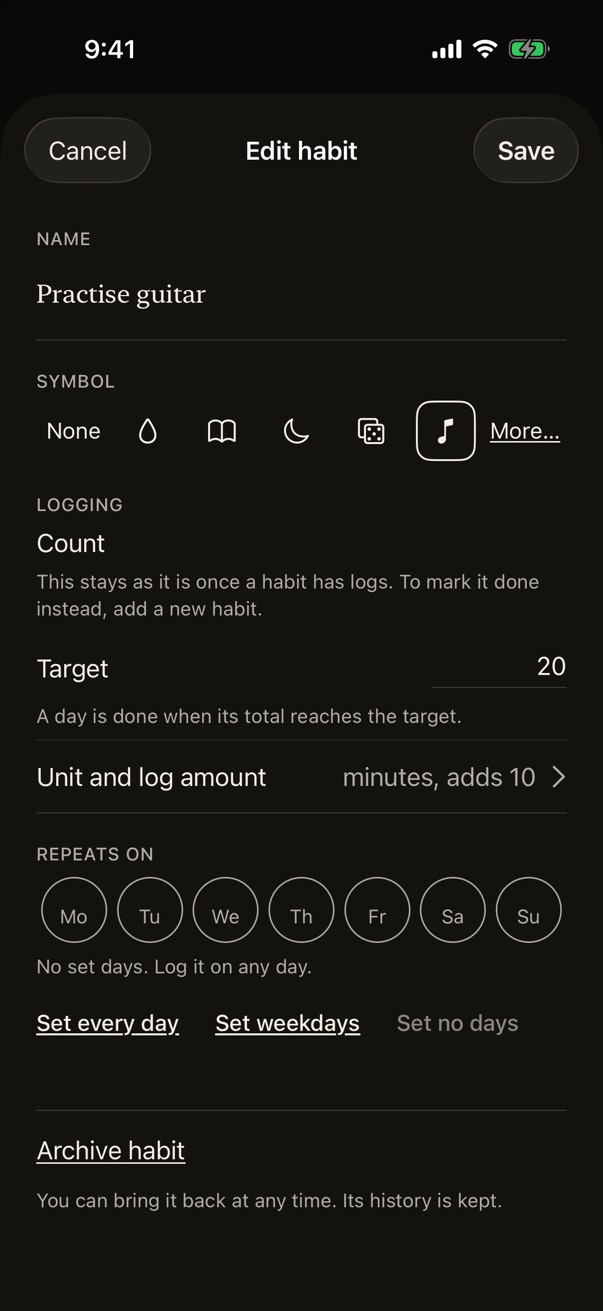 9:41
Cancel
Edit habit
Save
NAME
Practise guitar
SYMBOL
None
More...
LOGGING
Count
This stays as it is once a habit has logs. To mark it done
instead, add a new habit.
Target
20
A day is done when its total reaches the target.
Unit and log amount
minutes, adds 10
REPEATS ON
Mo
Tu
We
Th
Fr
Sa
Su
No set days. Log it on any day.
Set every day
Set weekdays
Set no days
Archive habit
You can bring it back at any time. Its history is kept.